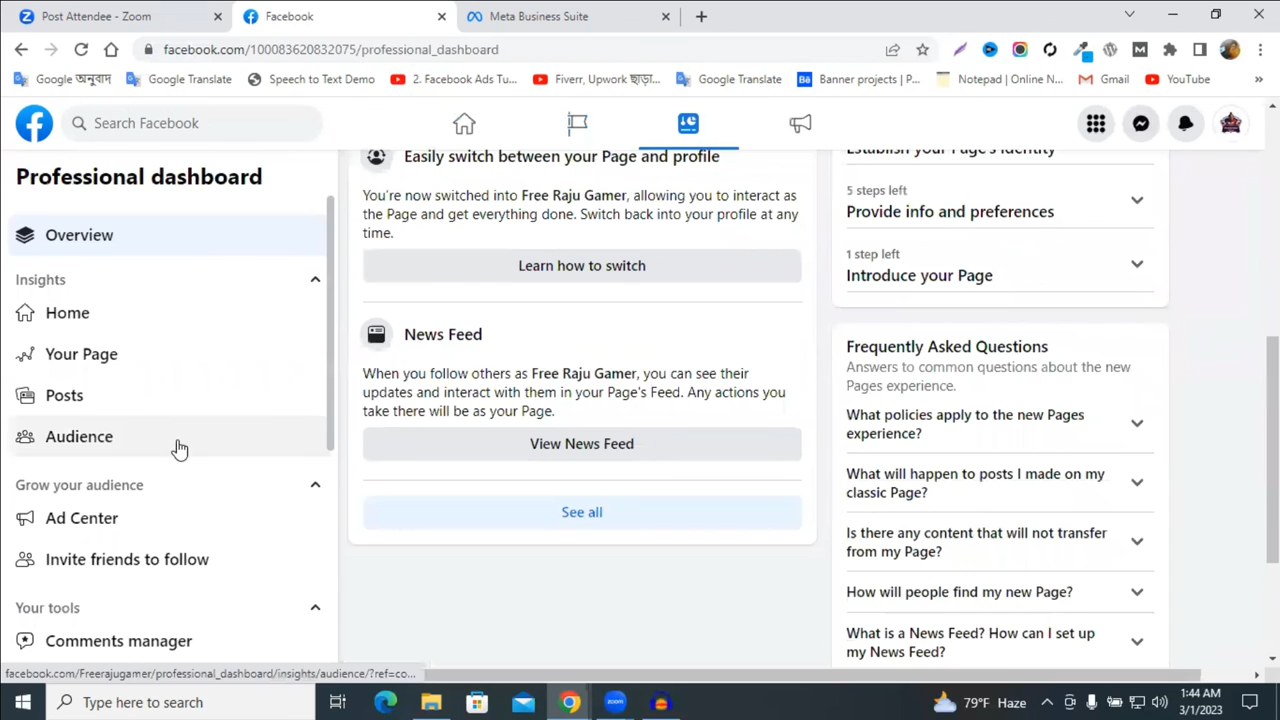 Post Attendee - Zoom
Facebook
Meta Business Suite
facebook.com/100083620832075/professional_dashboard
Google অনুবাদ
Google Translate
Speech to Text Demo
2. Facebook Ads Tu...
Fiverr, Upwork ছাড়া...
Google Translate
Banner projects | P...
Notepad | Online N...
Gmail
YouTube
Search Facebook
Professional dashboard
Overview
Insights
Home
Your Page
Posts
Audience
Grow your audience
Ad Center
Invite friends to follow
Your tools
Comments manager
Easily switch between your Page and profile
You're now switched into Free Raju Gamer, allowing you to interact as
the Page and get everything done. Switch back into your profile at any
time.
Learn how to switch
News Feed
When you follow others as Free Raju Gamer, you can see their
updates and interact with them in your Page's Feed. Any actions you
take there will be as your Page.
View News Feed
See all
Establish your Page's identity
5 steps left
Provide info and preferences
1 step left
Introduce your Page
Frequently Asked Questions
Answers to common questions about the new
Pages experience.
What policies apply to the new Pages
experience?
What will happen to posts I made on my
classic Page?
Is there any content that will not transfer
from my Page?
How will people find my new Page?
What is a News Feed? How can I set up
my News Feed?
facebook.com/Freerajugamer/professional_dashboard/insights/audience/?ref=co...
Type here to search
zoom
79°F Haze
1:44 AM
3/1/2023